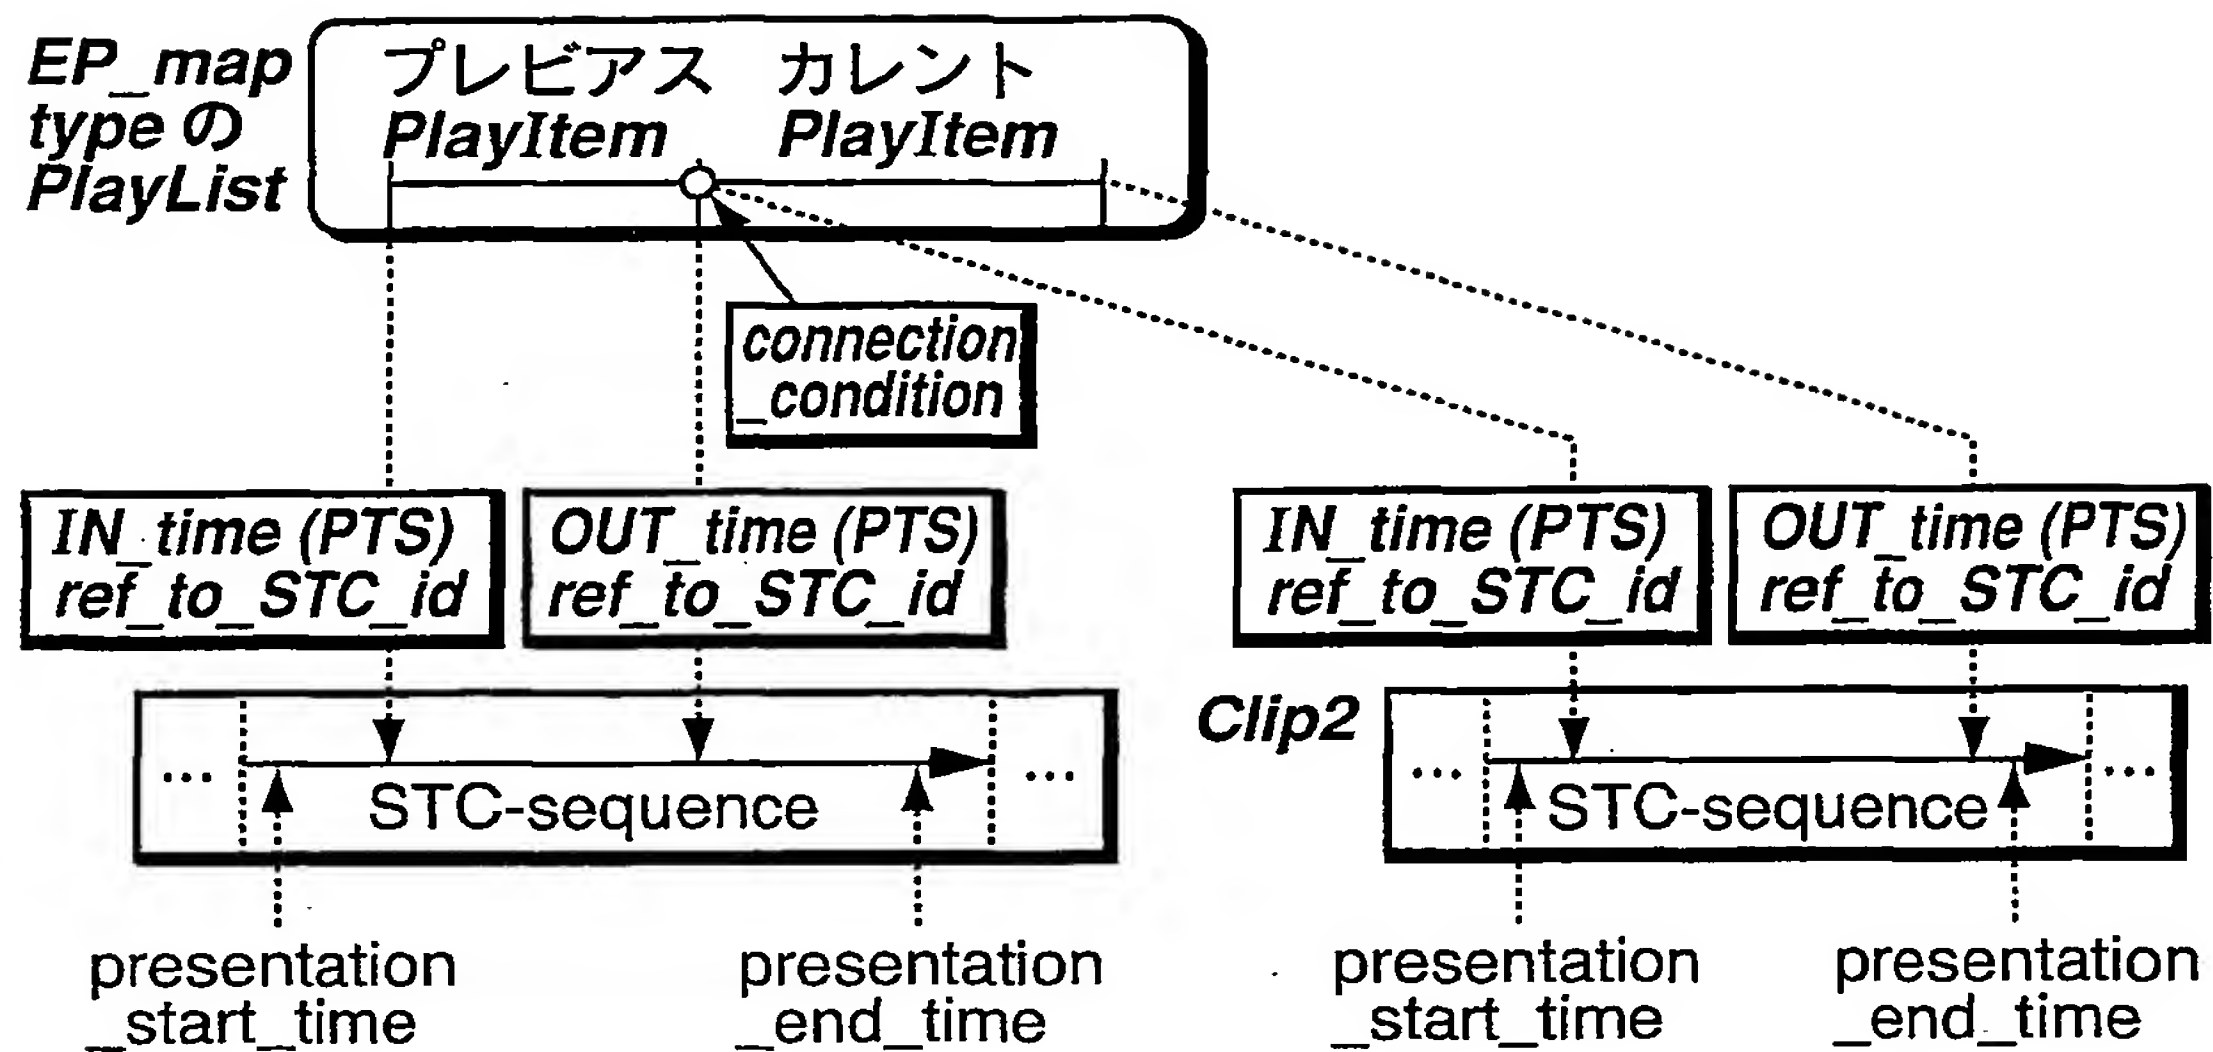 EP_map
type の
PlayList
プレビアス カレント
PlayItem PlayItem
connection
_condition
IN_time (PTS)
ref_to_STC_id
OUT_time (PTS)
ref_to_STC_id
IN_time (PTS)
ref_to_STC_id
OUT_time (PTS)
ref_to_STC_id
... STC-sequence ...
Clip2
... STC-sequence ...
presentation
_start_time
presentation
_end_time
presentation
_start_time
presentation
_end_time